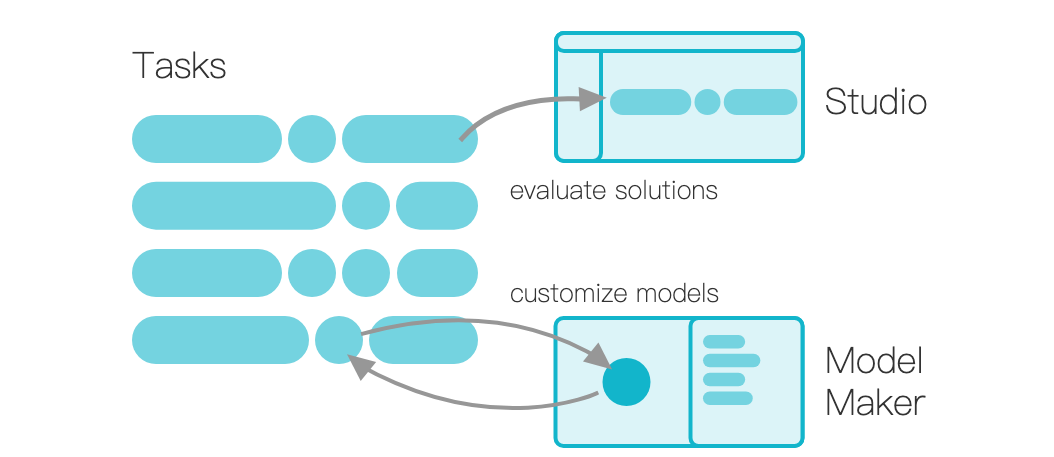 Tasks
Studio
evaluate solutions
customize models
Model
Maker